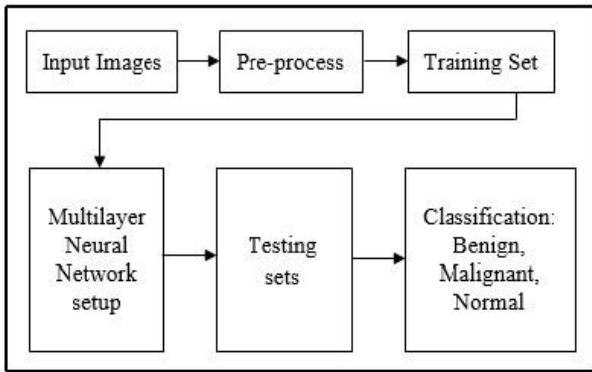 Input Images
Pre-process
Training Set
Multilayer
Neural
Network
setup
Testing
sets
Classification:
Benign,
Malignant,
Normal